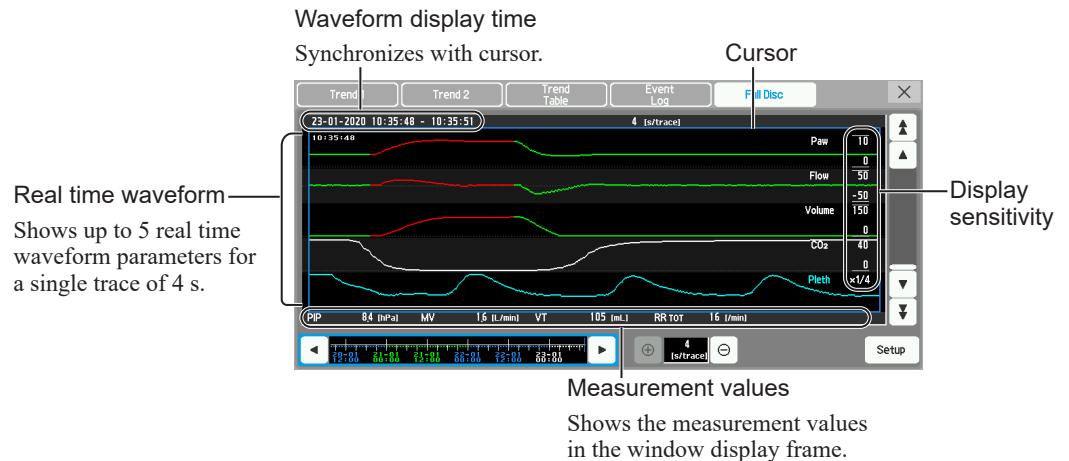 Waveform display time
Synchronizes with cursor.
Cursor
Trend 1
Trend 2
Trend
Table
Event
Log
Full Disc
23-01-2020 10:35:48 - 10:35:51
4 [s/trace]
10:35:48
Paw
10
0
Flow
50
-50
Volume
150
0
CO₂
40
0
Pleth
×1/4
Real time waveform
Shows up to 5 real time
waveform parameters for
a single trace of 4 s.
Display
sensitivity
PIP 8.4 [hPa] MV 1.6 [L/min] VT 105 [mL] RR TOT 16 [/min]
20-01 21-01 21-01 22-01 22-01 23-01
12:00 00:00 12:00 00:00 12:00 00:00
4
[s/trace]
Setup
Measurement values
Shows the measurement values
in the window display frame.